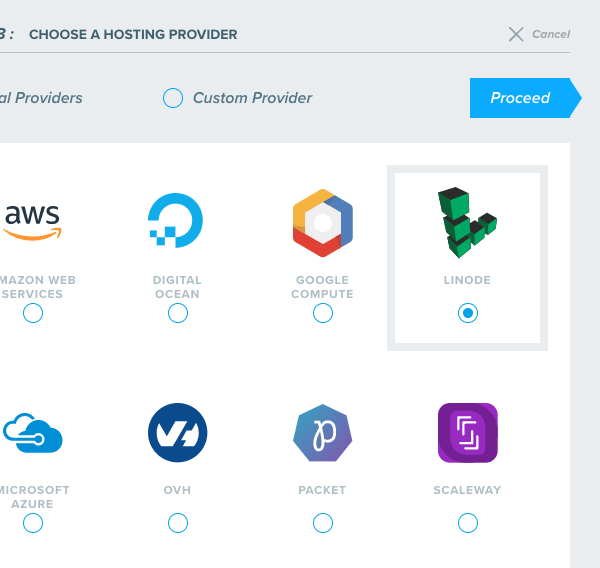 3: CHOOSE A HOSTING PROVIDER
Cancel
al Providers
Custom Provider
Proceed
aws
MAZON WEB
SERVICES
DIGITAL
OCEAN
GOOGLE
COMPUTE
LINODE
MICROSOFT
AZURE
OVH
PACKET
SCALEWAY